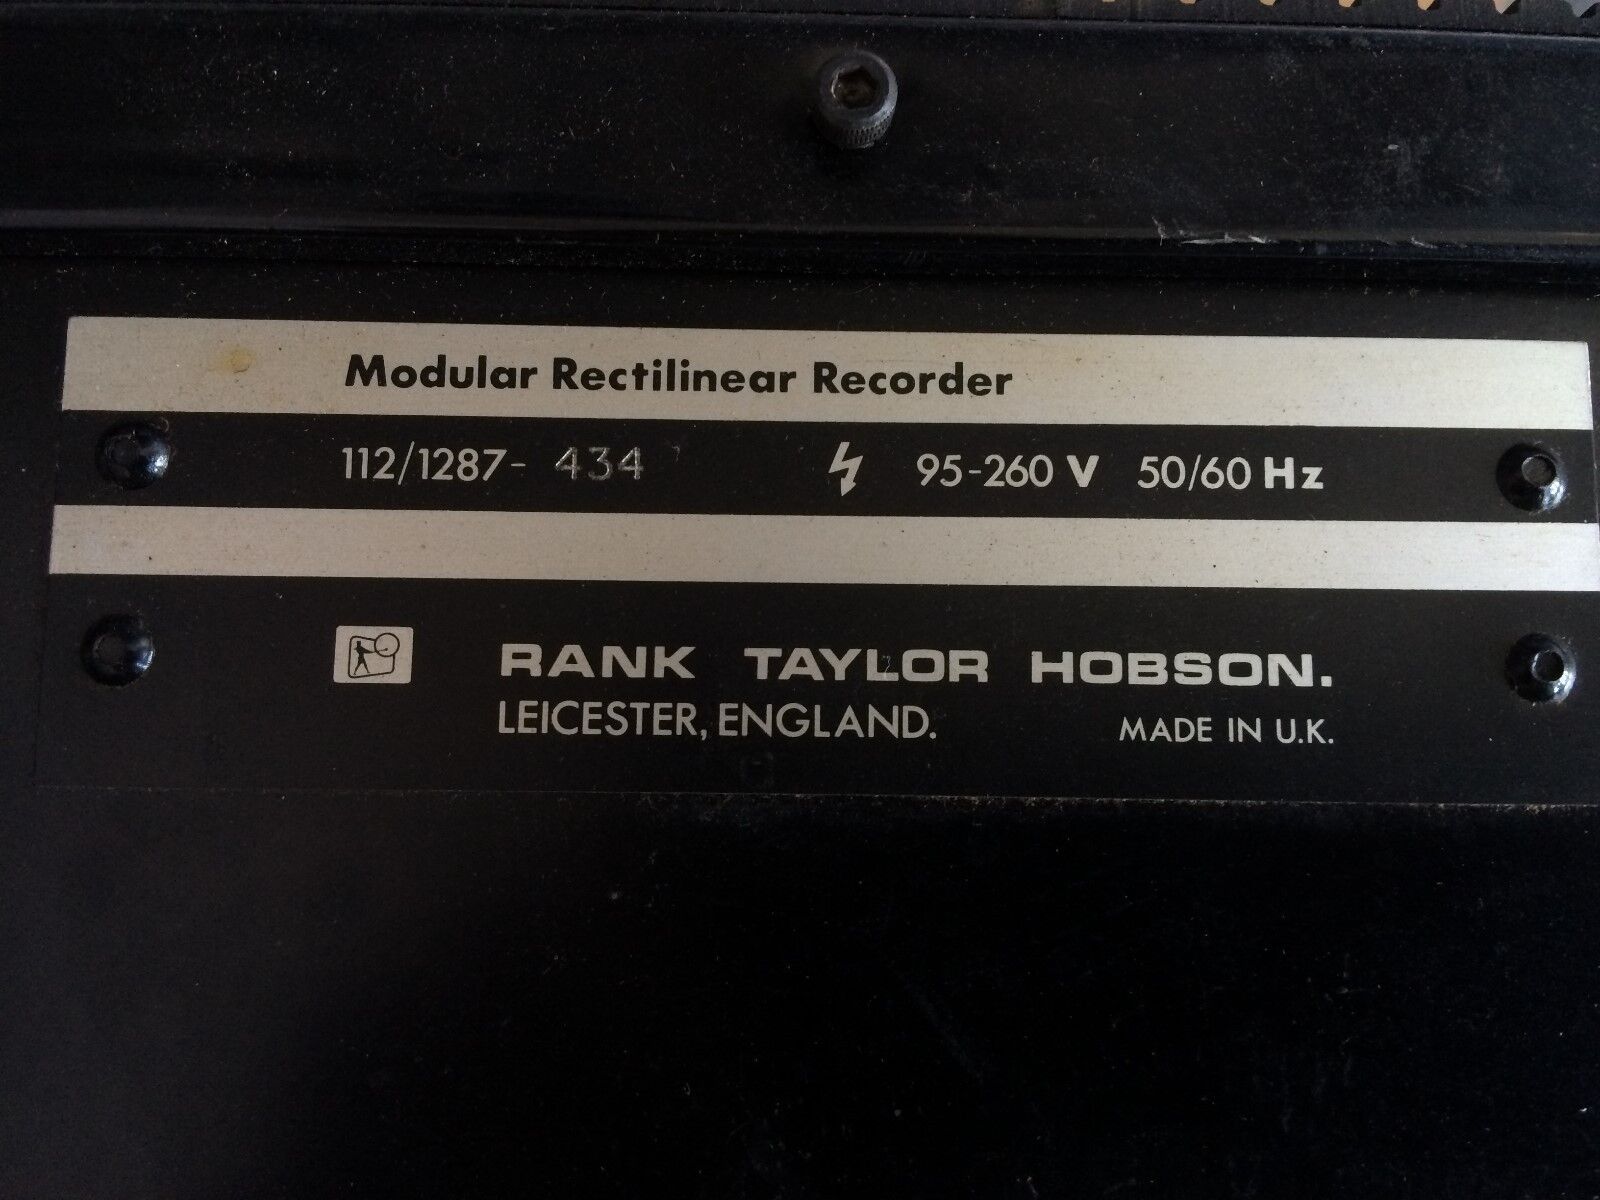 Modular Rectilinear Recorder
112/1287- 434 95-260 V 50/60 Hz
RANK TAYLOR HOBSON.
LEICESTER, ENGLAND. MADE IN U.K.